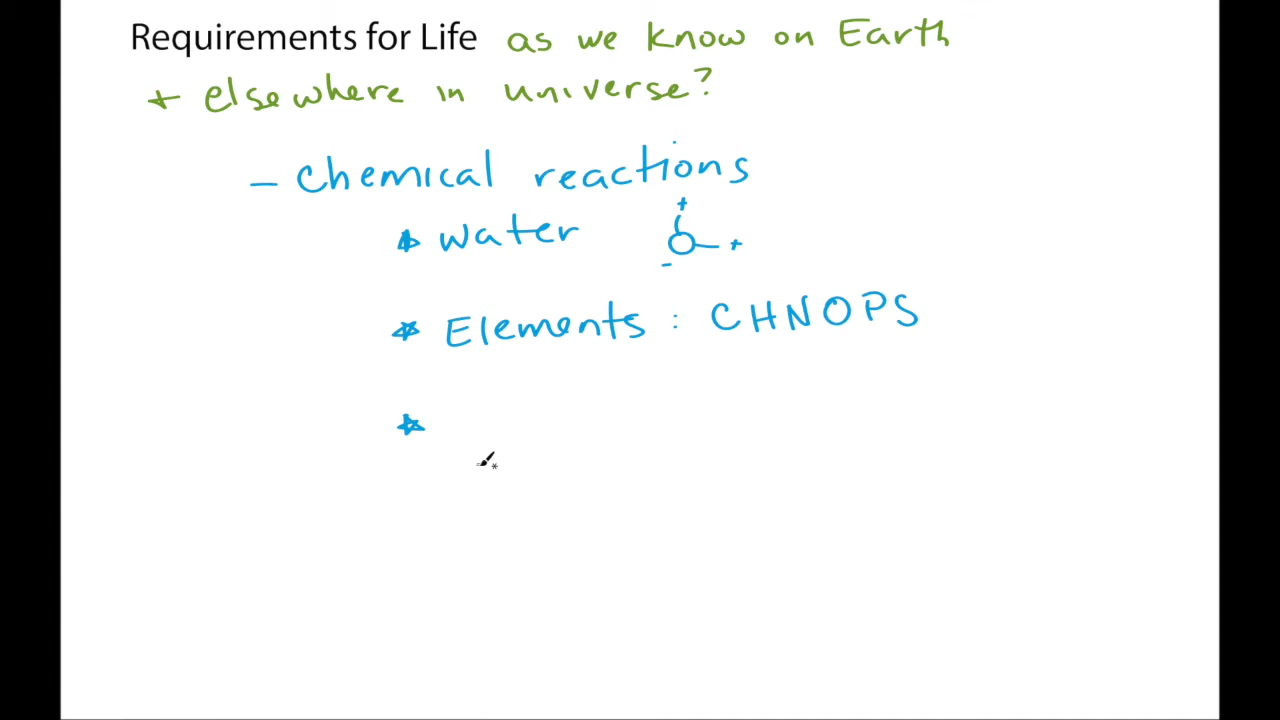 Requirements for Life as we know on Earth
+ elsewhere in universe?
- Chemical reactions
* Water + + -
* Elements : CHNOPS
*